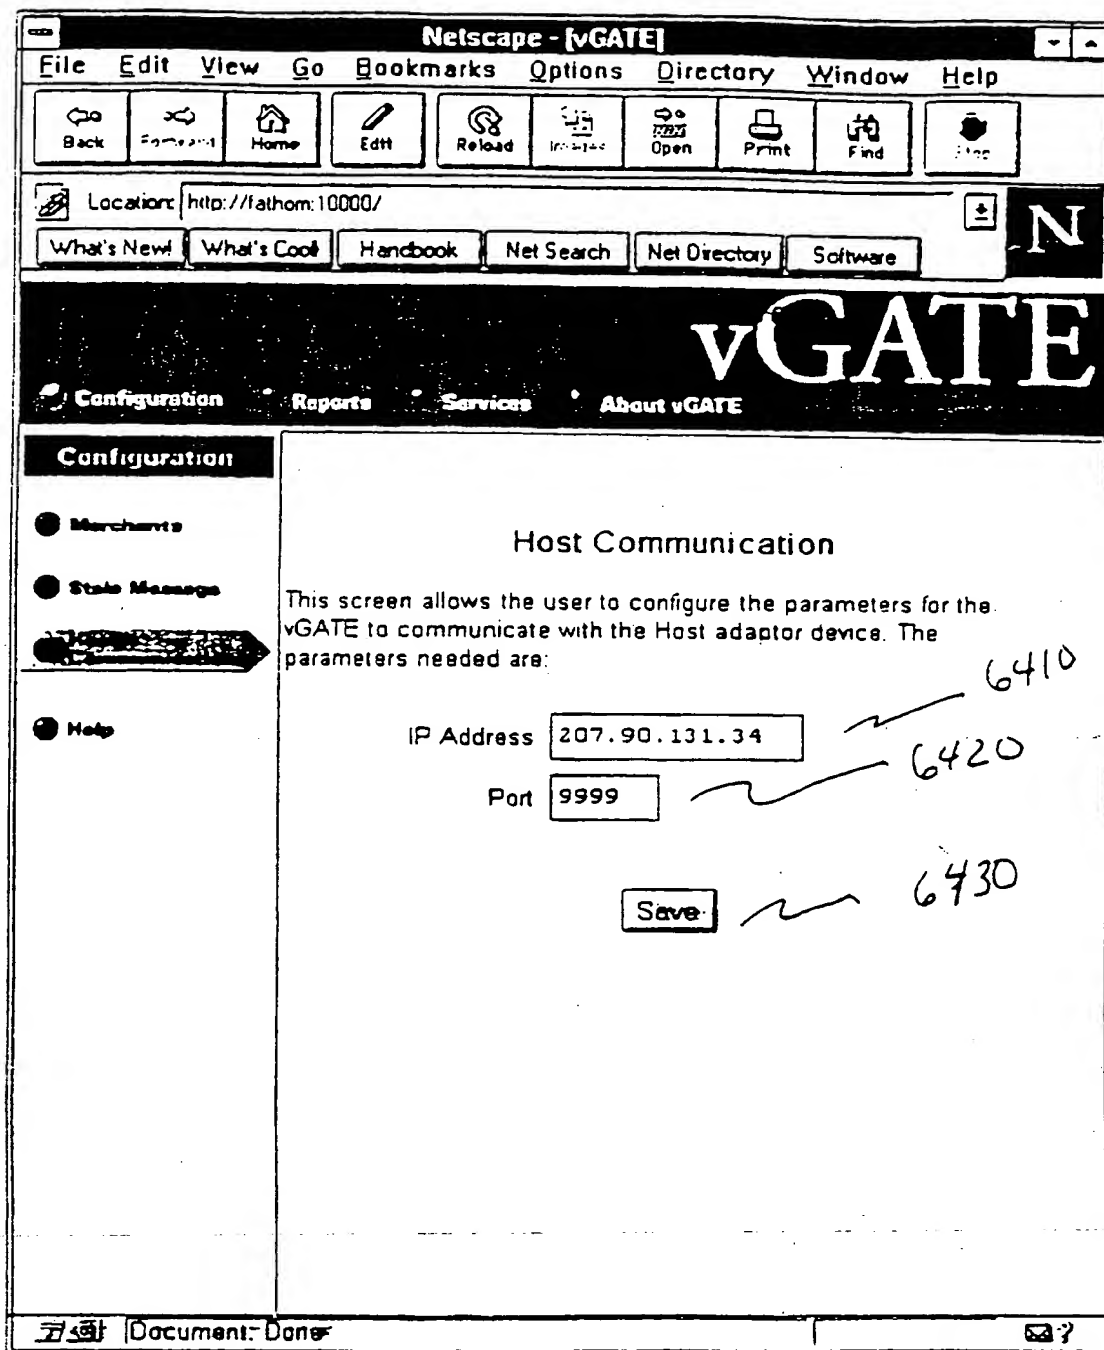 Netscape - [vGATE]
File Edit View Go Bookmarks Options Directory Window Help
Back Forward Home Edit Reload Images Open Print Find Stop
Location: http://fathom:10000/
What's New! What's Cool! Handbook Net Search Net Directory Software
vGATE
Configuration Reports Services About vGATE
Configuration
Merchants
Stale Message
Help
Host Communication
This screen allows the user to configure the parameters for the
vGATE to communicate with the Host adaptor device. The
parameters needed are:
IP Address 207.90.131.34 6410
Port 9999 6420
Save 6430
Document: Done